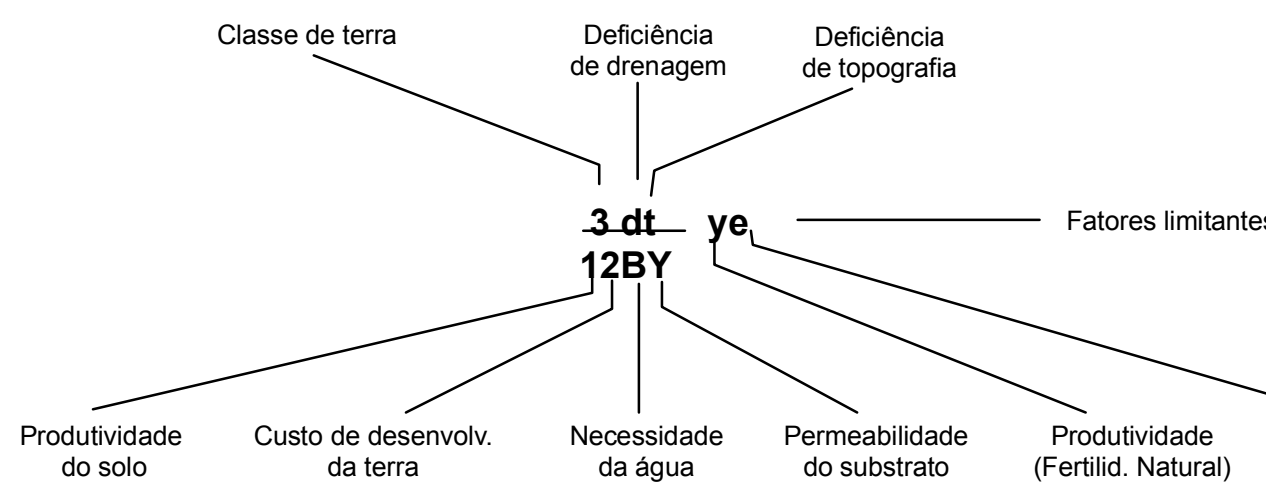 Classe de terra
Deficiência
de drenagem
Deficiência
de topografia
3 dt ye
Fatores limitantes
12BY
Produtividade
do solo
Custo de desenvolv.
da terra
Necessidade
da água
Permeabilidade
do substrato
Produtividade
(Fertilid. Natural)